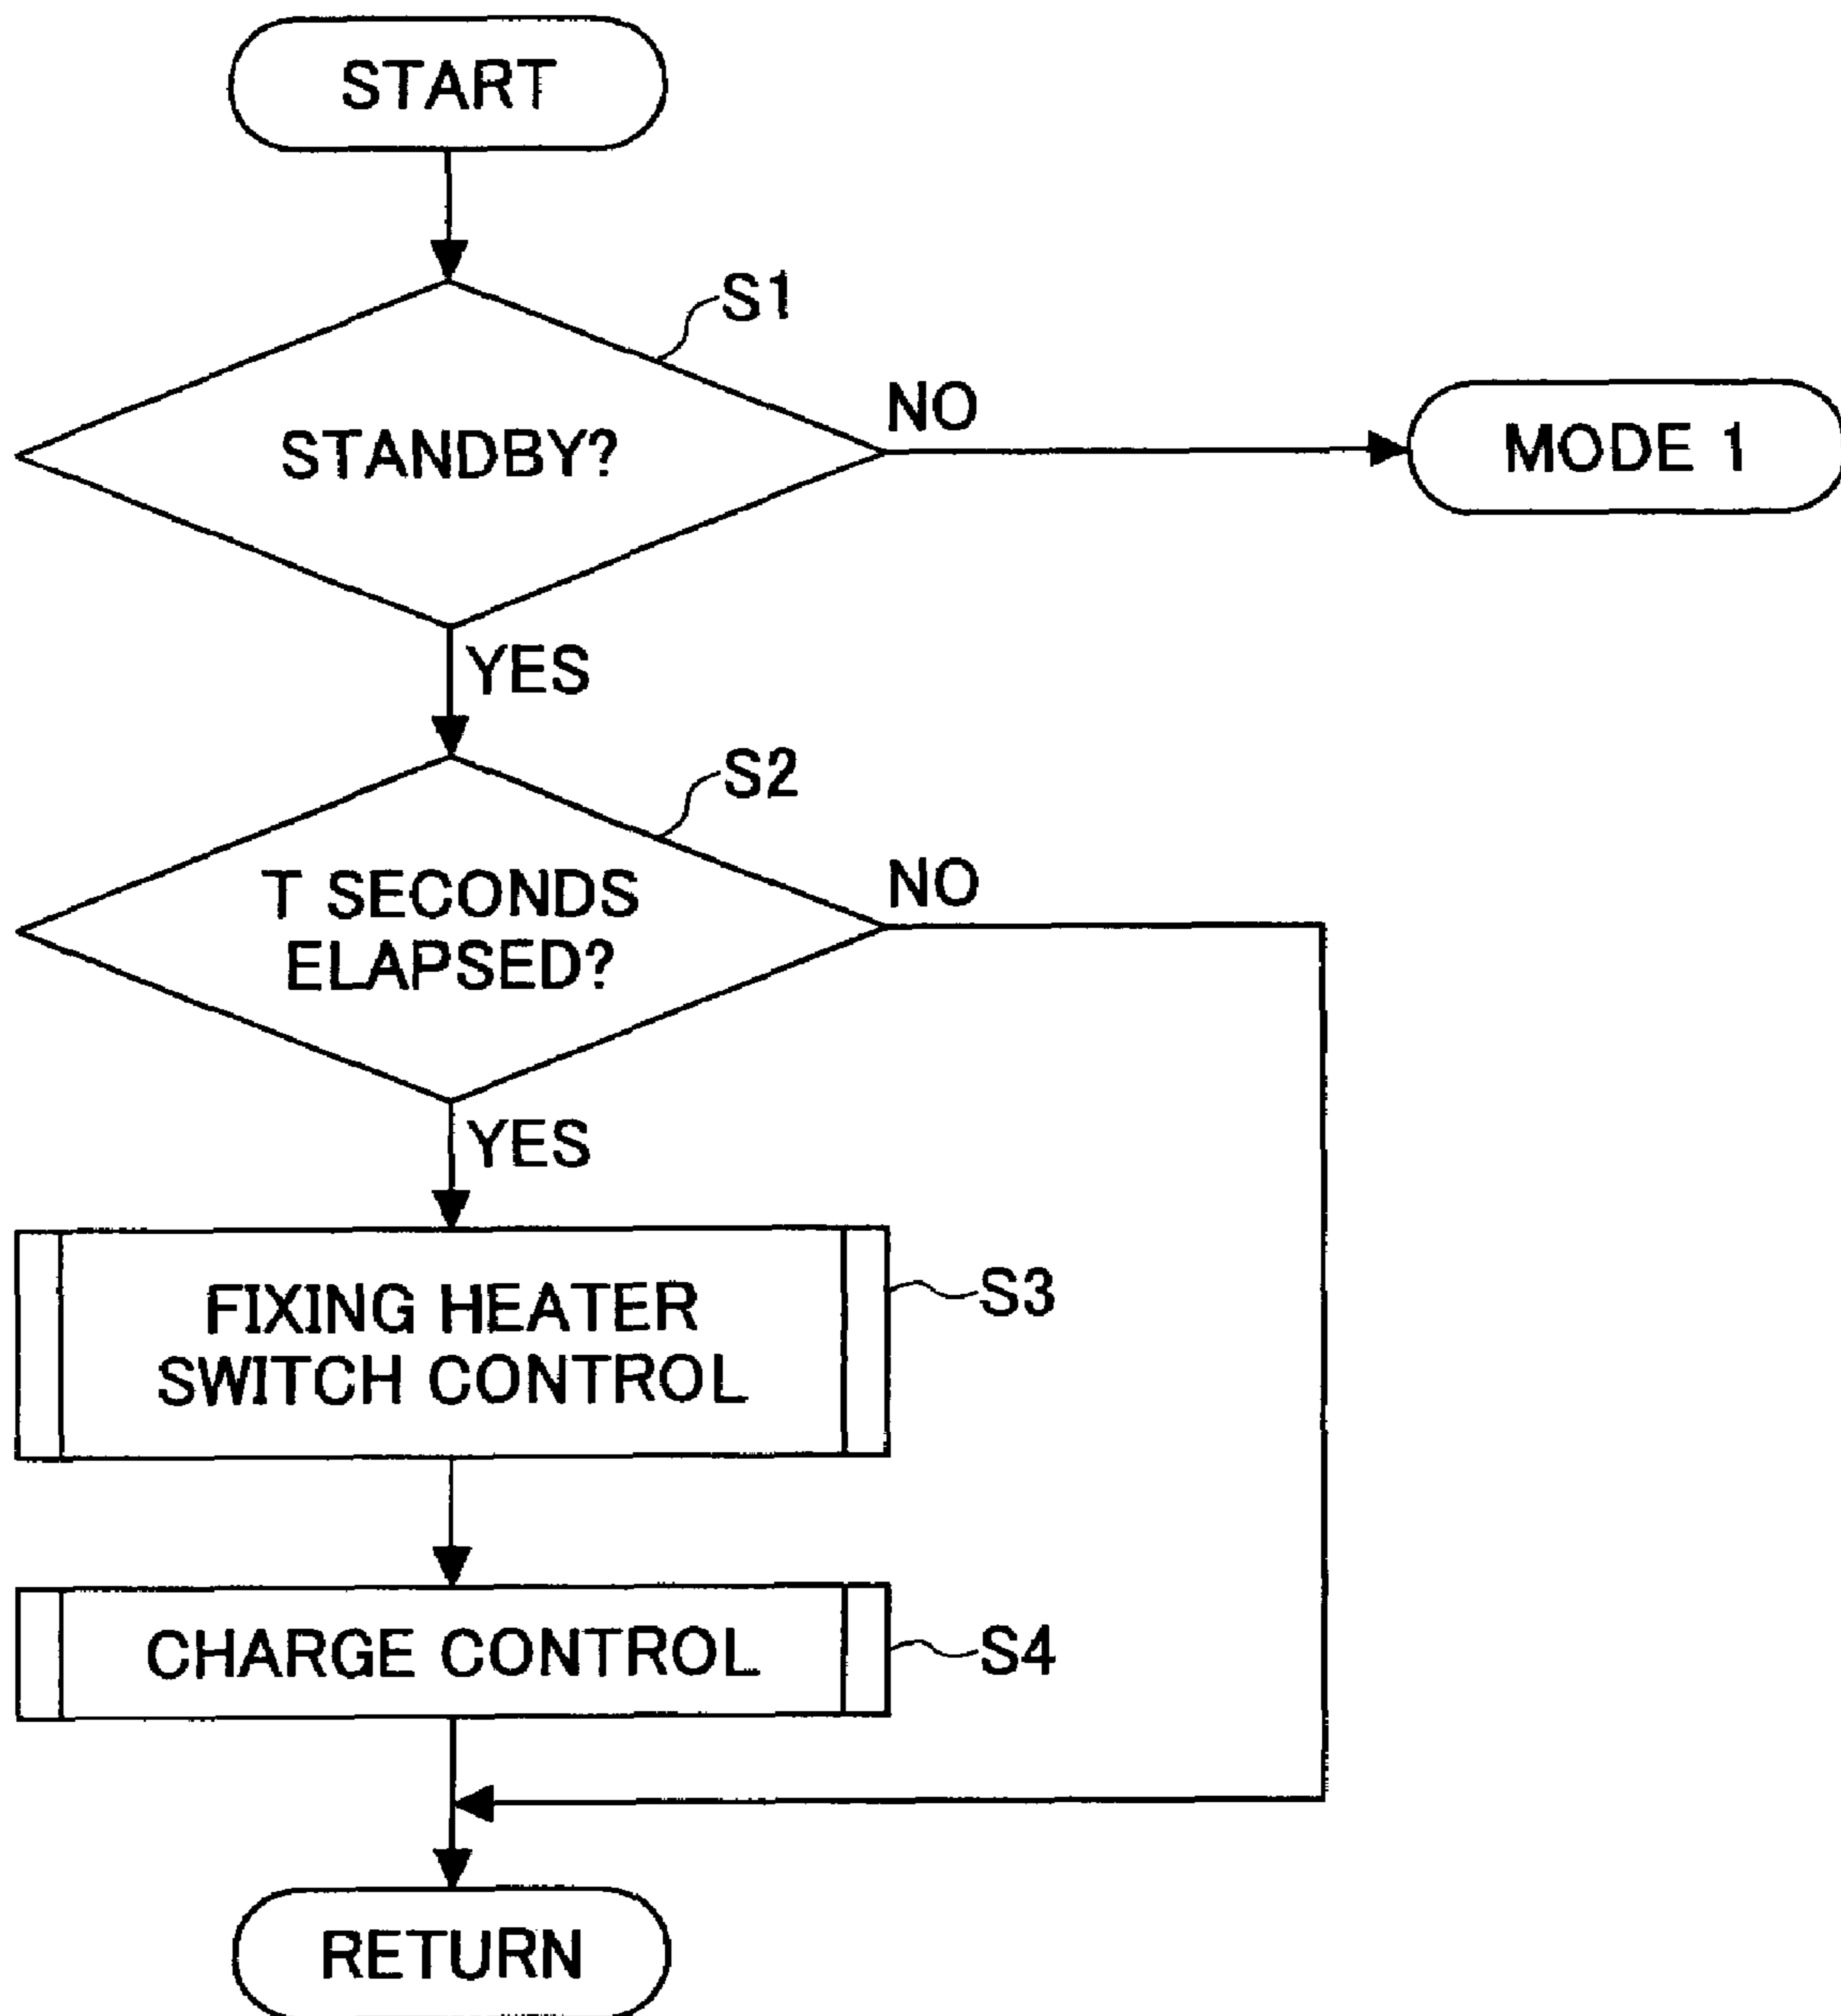 START
S1
STANDBY?
NO
MODE 1
YES
S2
T SECONDS
ELAPSED?
NO
YES
FIXING HEATER
SWITCH CONTROL
S3
CHARGE CONTROL
S4
RETURN